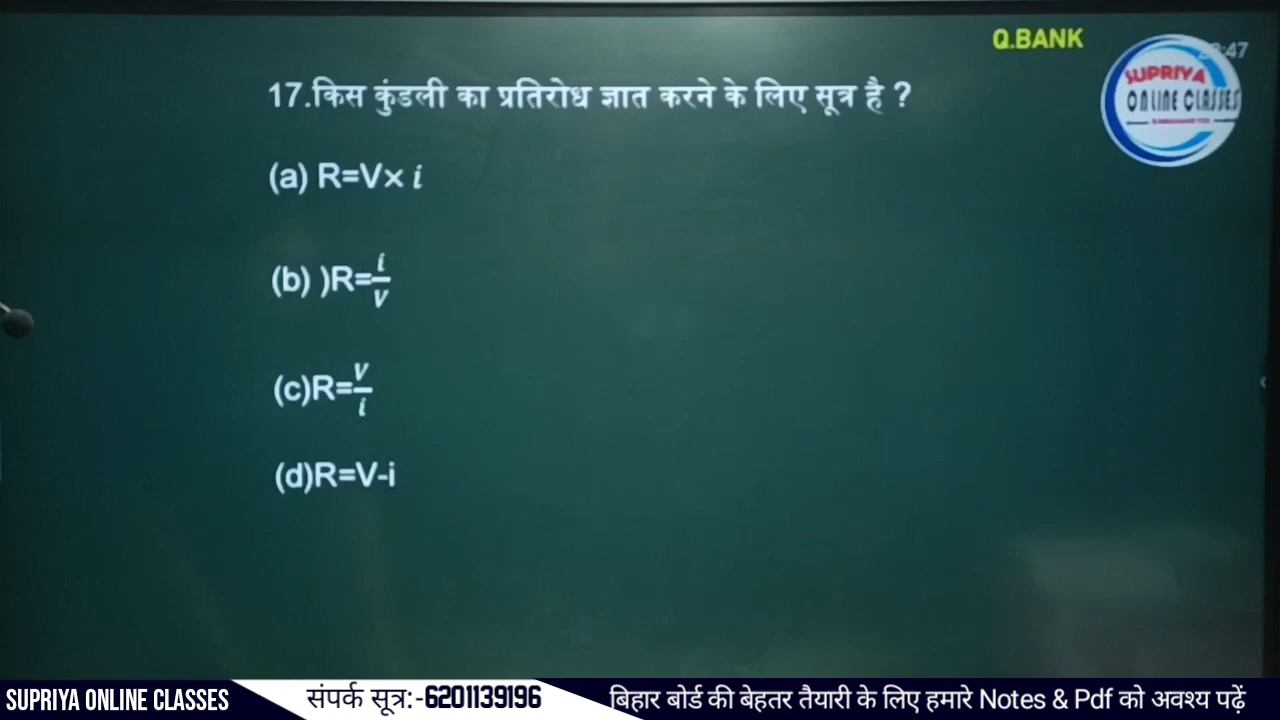 Q.BANK
:47
SUPRIYA
ONLINE CLASSES
17.किस कुंडली का प्रतिरोध ज्ञात करने के लिए सूत्र है ?
(a) R=V× i
(b) )R=i/v
(c)R=v/i
(d)R=V-i
SUPRIYA ONLINE CLASSES
संपर्क सूत्र:-6201139196
बिहार बोर्ड की बेहतर तैयारी के लिए हमारे Notes & Pdf को अवश्य पढ़ें